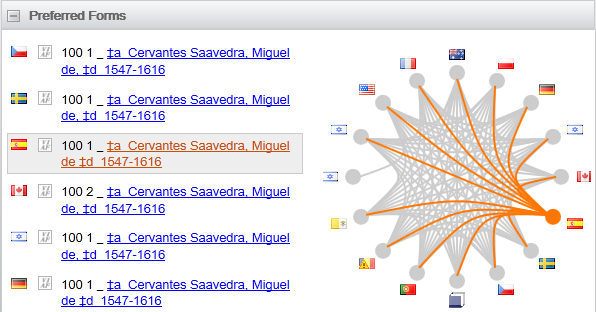 Preferred Forms
100 1 _ ‡a Cervantes Saavedra, Miguel
de, ‡d 1547-1616
100 1 _ ‡a Cervantes Saavedra, Miguel
de, ‡d 1547-1616
100 1 _ ‡a Cervantes Saavedra, Miguel
de ‡d 1547-1616
100 2 _ ‡a Cervantes Saavedra, Miguel
de, ‡d 1547-1616
100 1 _ ‡a Cervantes Saavedra, Miguel
de, ‡d 1547-1616
100 1 _ ‡a Cervantes Saavedra, Miguel
de ‡d 1547-1616